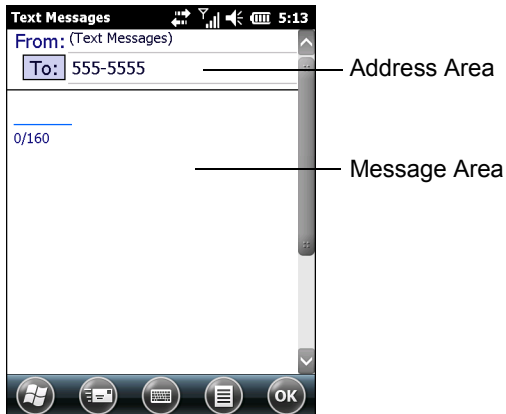 Text Messages 5:13
From: (Text Messages)
To: 555-5555
Address Area
0/160
Message Area
OK